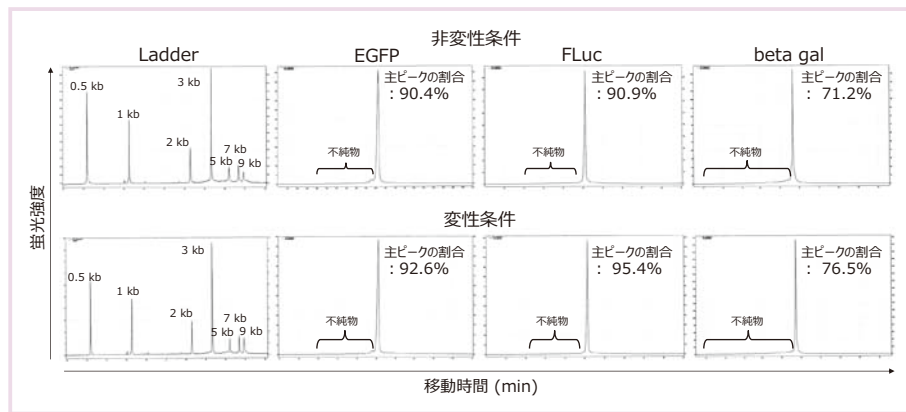 非変性条件
Ladder
EGFP
FLuc
beta gal
0.5 kb
1 kb
2 kb
3 kb
5 kb
7 kb
9 kb
主ピークの割合
: 90.4%
不純物
主ピークの割合
: 90.9%
不純物
主ピークの割合
: 71.2%
不純物
変性条件
0.5 kb
1 kb
2 kb
3 kb
5 kb
7 kb
9 kb
主ピークの割合
: 92.6%
不純物
主ピークの割合
: 95.4%
不純物
主ピークの割合
: 76.5%
不純物
蛍光強度
移動時間 (min)